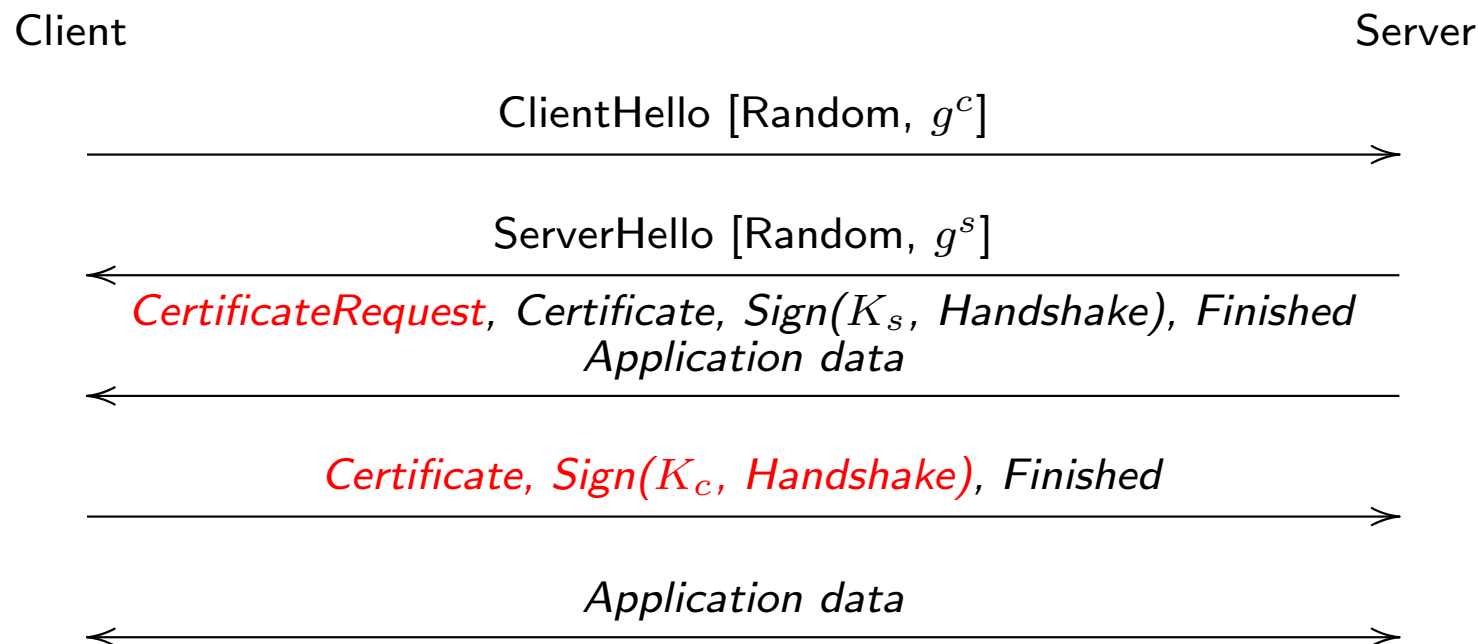 Client Server
ClientHello [Random, g^c]
ServerHello [Random, g^s]
CertificateRequest, Certificate, Sign(K_s, Handshake), Finished
Application data
Certificate, Sign(K_c, Handshake), Finished
Application data